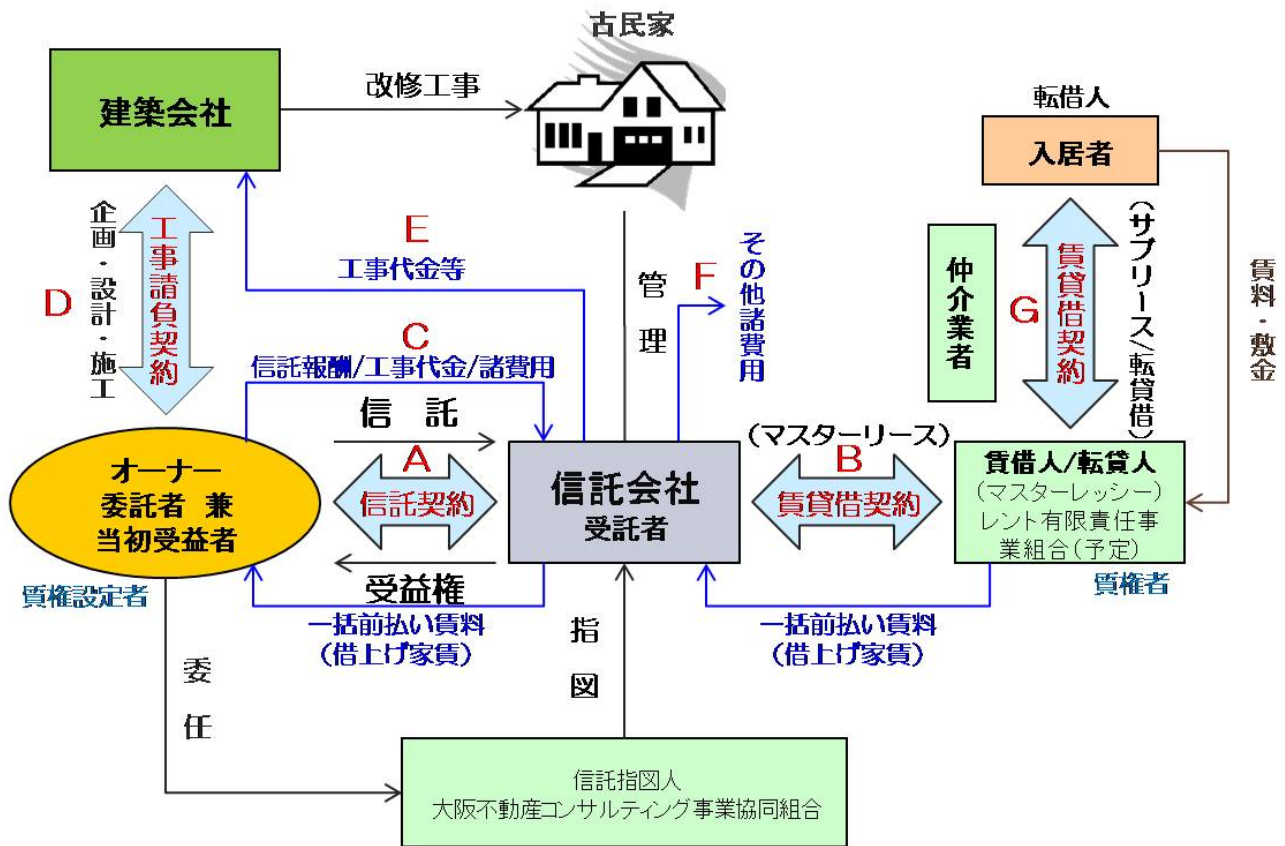 古民家
建築会社
改修工事
転借人
入居者
企画・設計・施工
工事請負契約
D
E
工事代金等
管理
F
その他諸費用
仲介業者
G
賃貸借契約
(サブリース/転貸借)
賃料・敷金
C
信託報酬/工事代金/諸費用
信託
A
信託契約
受益権
オーナー
委託者 兼
当初受益者
質権設定者
信託会社
受託者
(マスターリース)
B
賃貸借契約
賃借人/転貸人
(マスターレッシー)
レント有限責任事
業組合(予定)
質権者
一括前払い賃料
(借上げ家賃)
一括前払い賃料
(借上げ家賃)
委任
指図
信託指図人
大阪不動産コンサルティング事業協同組合